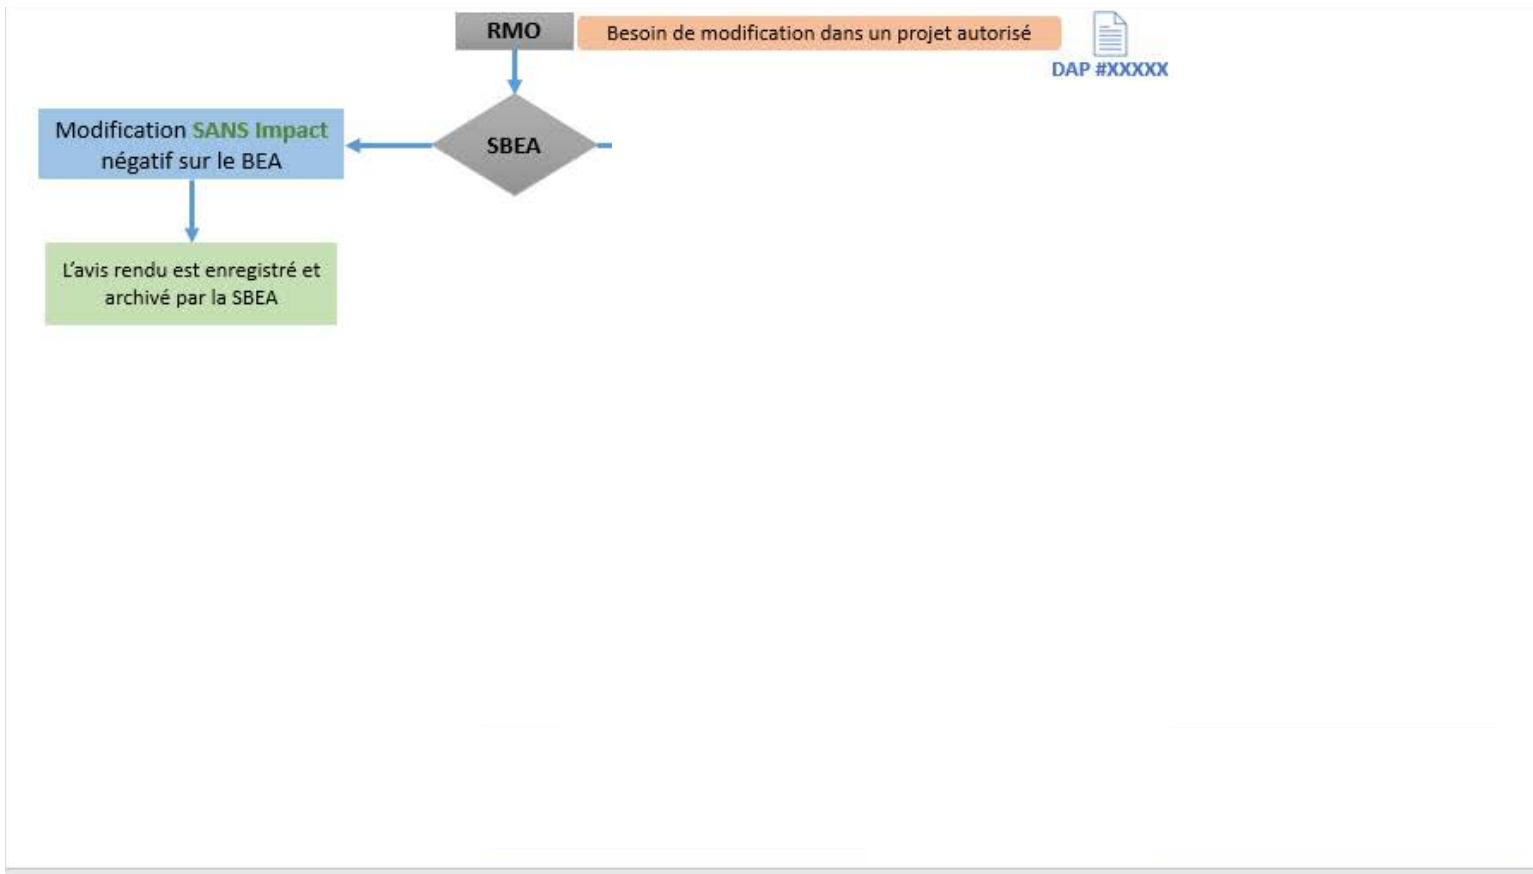 RMO
Besoin de modification dans un projet autorisé
DAP #XXXXX
SBEA
Modification SANS Impact
négatif sur le BEA
L'avis rendu est enregistré et
archivé par la SBEA